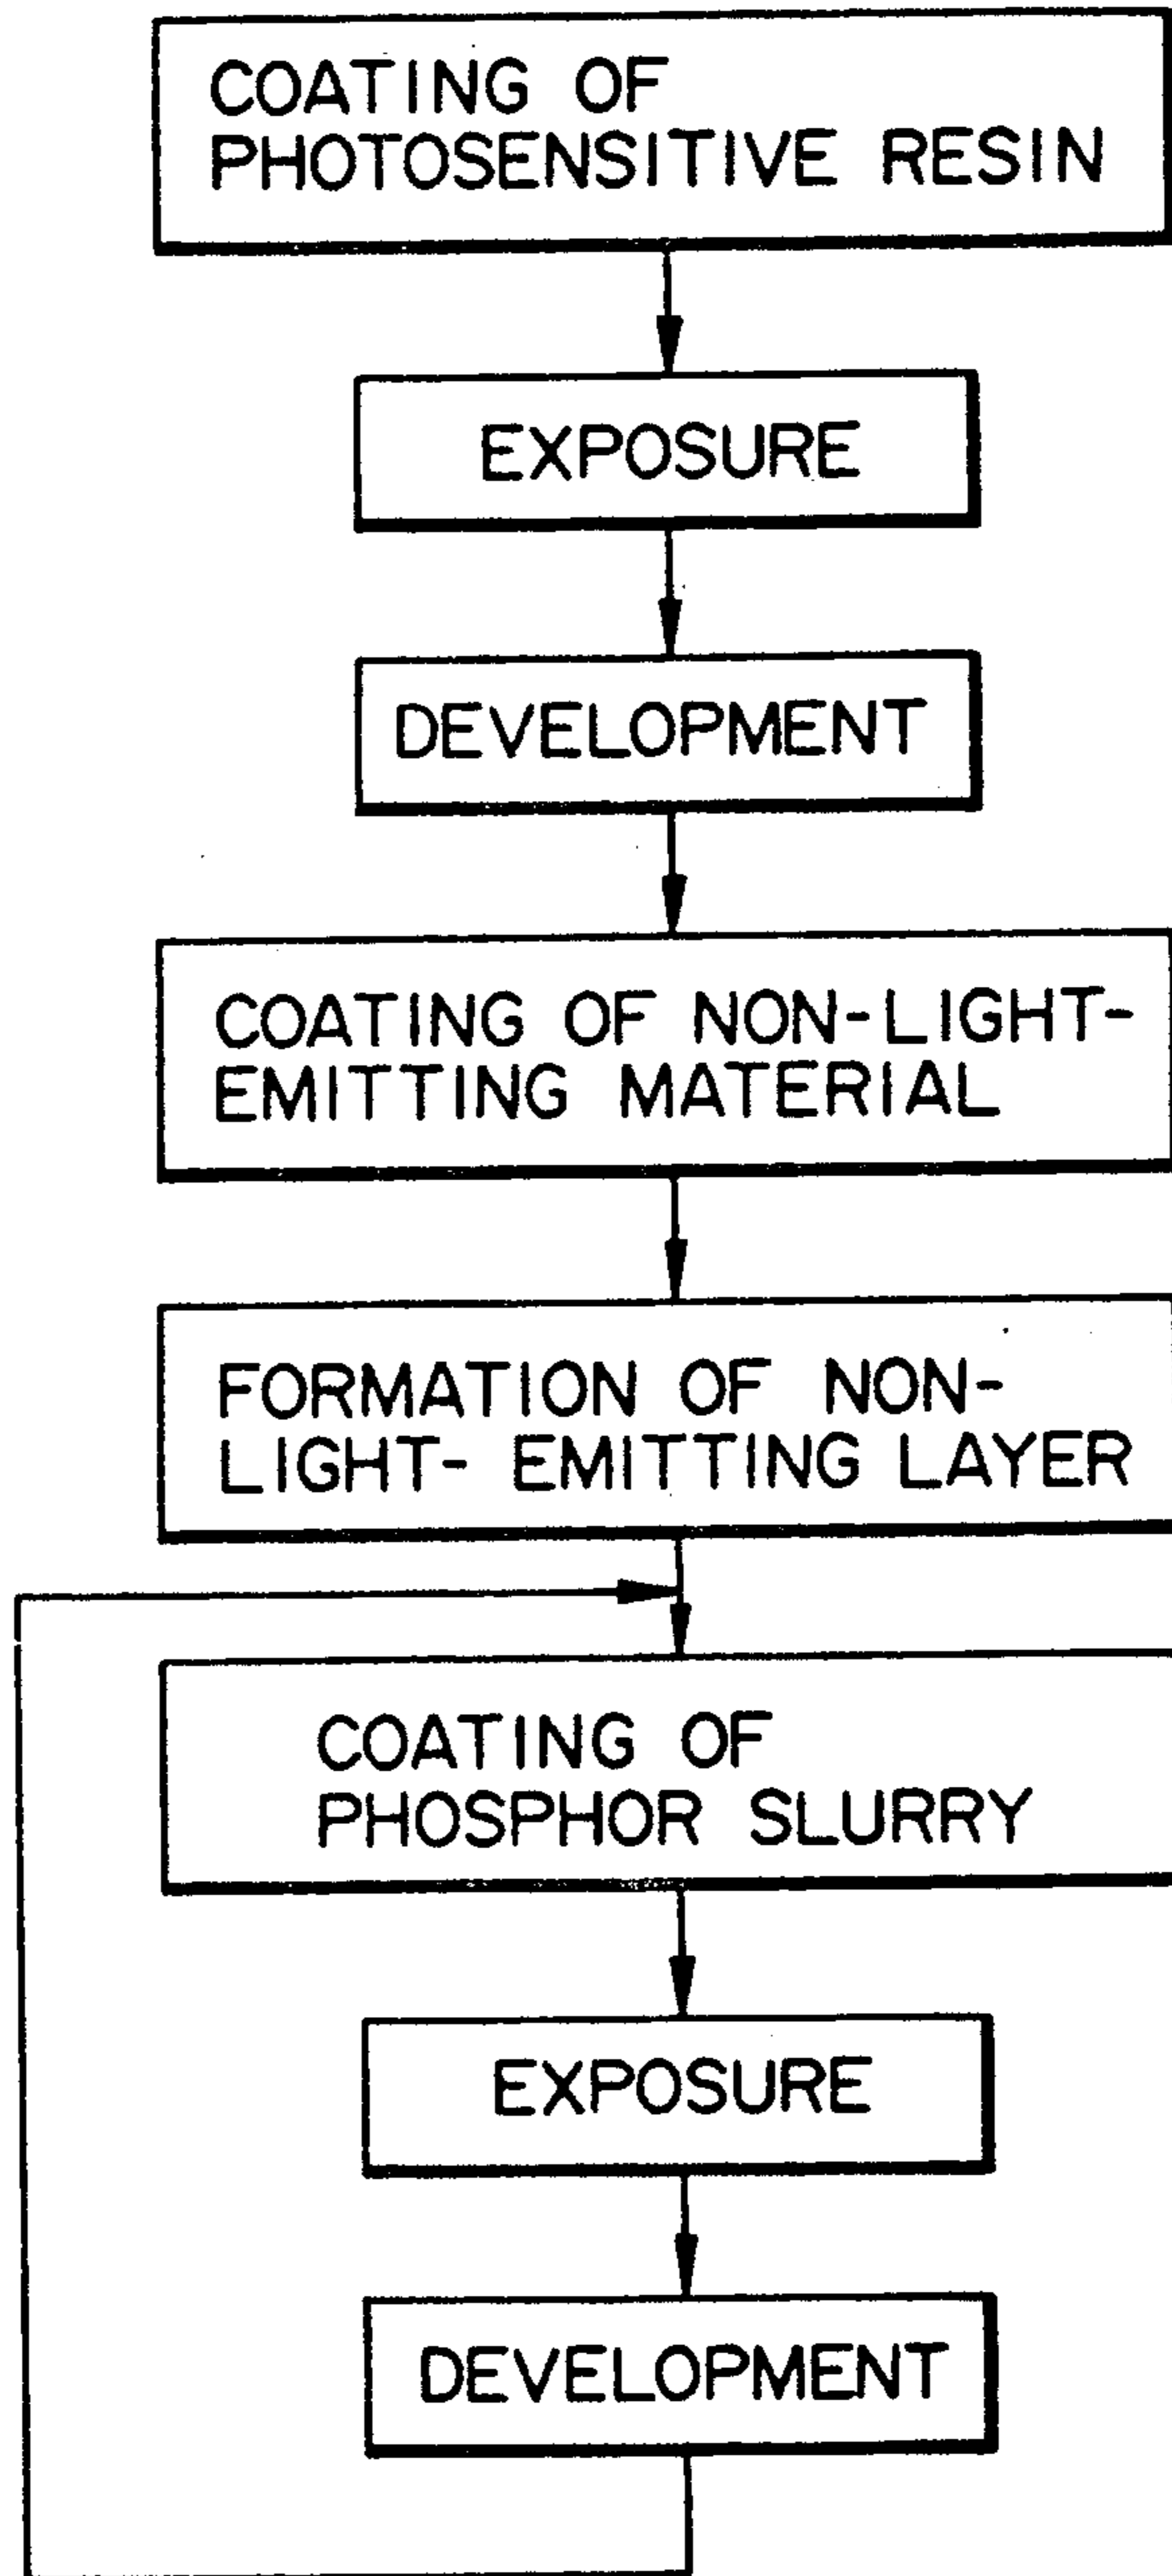 COATING OF
PHOTOSENSITIVE RESIN
EXPOSURE
DEVELOPMENT
COATING OF NON-LIGHT-
EMITTING MATERIAL
FORMATION OF NON-
LIGHT- EMITTING LAYER
COATING OF
PHOSPHOR SLURRY
EXPOSURE
DEVELOPMENT